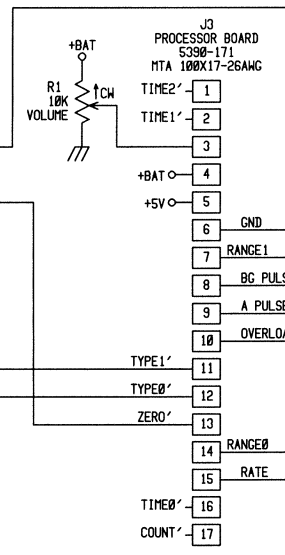 J3
PROCESSOR BOARD
5390-171
MTA 100X17-26AWG
+BAT
R1
10K
VOLUME
CW
TIME2' 1
TIME1' 2
3
+BAT 4
+5V 5
6 GND
7 RANGE1
8 BG PULS
9 A PULSE
10 OVERLOA
TYPE1' 11
TYPE0' 12
ZERO' 13
14 RANGE0
15 RATE
TIME0' 16
COUNT' 17